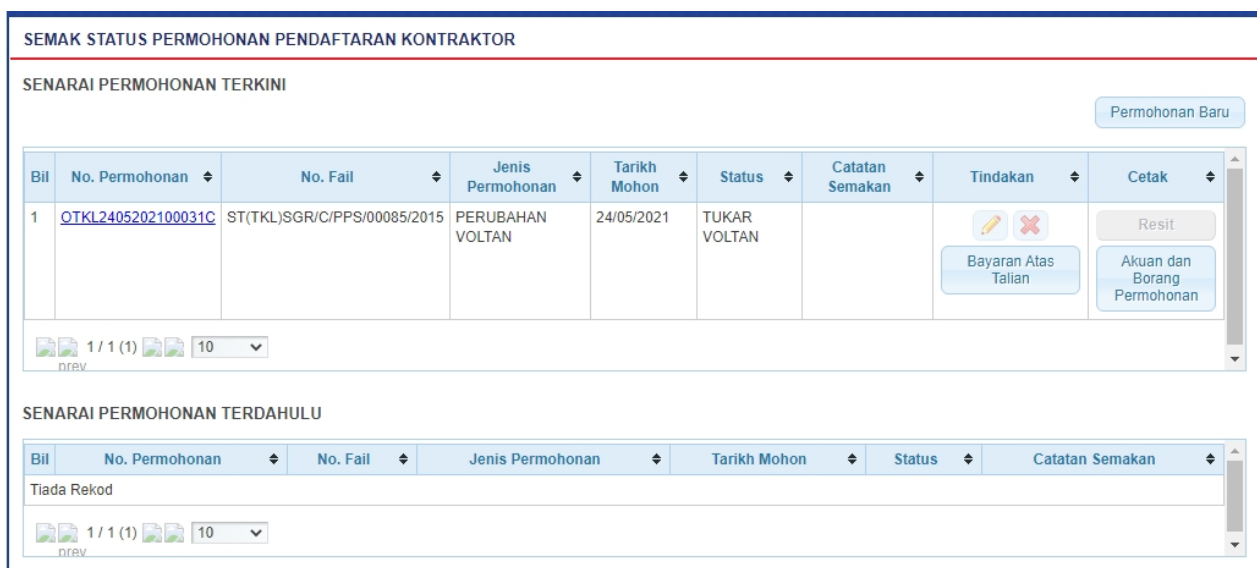 SEMAK STATUS PERMOHONAN PENDAFTARAN KONTRAKTOR
SENARAI PERMOHONAN TERKINI
Permohonan Baru
Bil No. Permohonan No. Fail Jenis Permohonan Tarikh Mohon Status Catatan Semakan Tindakan Cetak
1 OTKL2405202100031C ST(TKL)SGR/C/PPS/00085/2015 PERUBAHAN VOLTAN 24/05/2021 TUKAR VOLTAN
Resit
Bayaran Atas Talian
Akuan dan Borang Permohonan
1 / 1 (1) 10
prev
SENARAI PERMOHONAN TERDAHULU
Bil No. Permohonan No. Fail Jenis Permohonan Tarikh Mohon Status Catatan Semakan
Tiada Rekod
1 / 1 (1) 10
prev